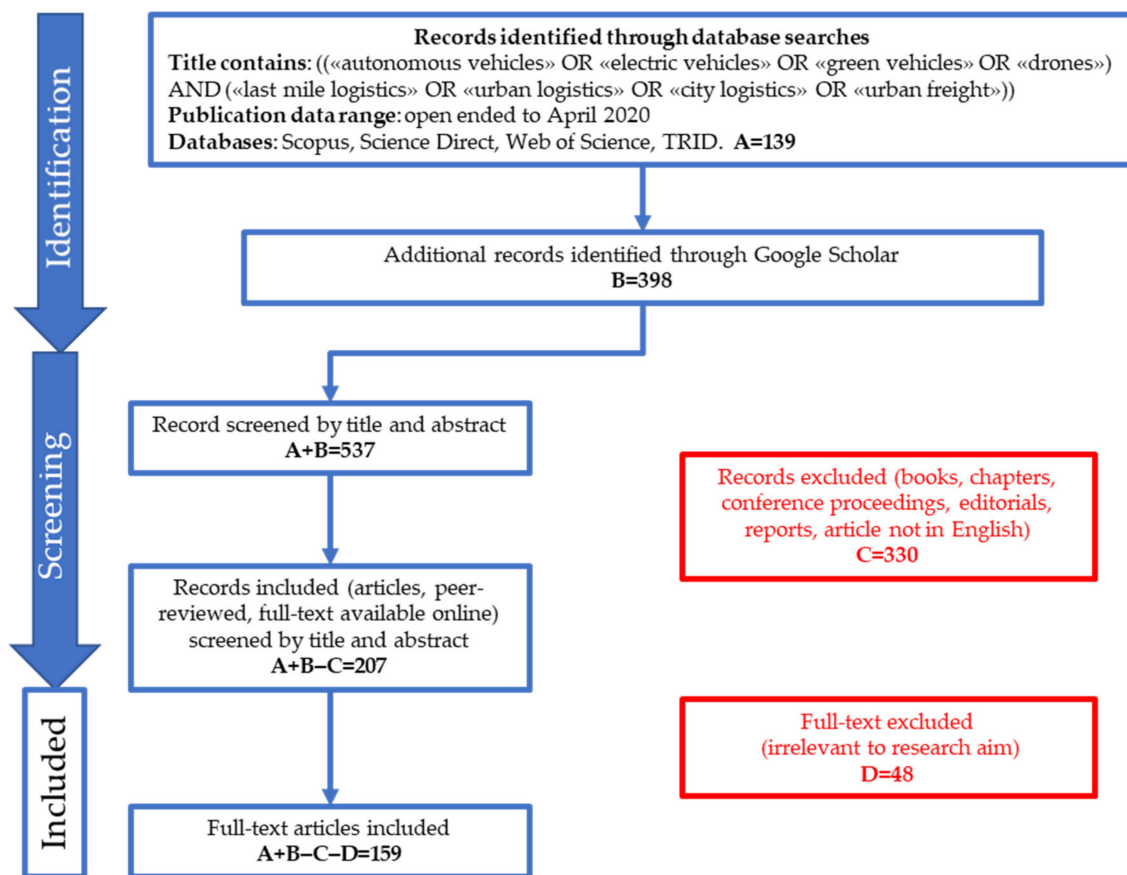 Identification
Records identified through database searches
Title contains: ((«autonomous vehicles» OR «electric vehicles» OR «green vehicles» OR «drones»)
AND («last mile logistics» OR «urban logistics» OR «city logistics» OR «urban freight»))
Publication data range: open ended to April 2020
Databases: Scopus, Science Direct, Web of Science, TRID. A=139
Additional records identified through Google Scholar
B=398
Screening
Record screened by title and abstract
A+B=537
Records excluded (books, chapters,
conference proceedings, editorials,
reports, article not in English)
C=330
Records included (articles, peer-
reviewed, full-text available online)
screened by title and abstract
A+B−C=207
Included
Full-text excluded
(irrelevant to research aim)
D=48
Full-text articles included
A+B−C−D=159